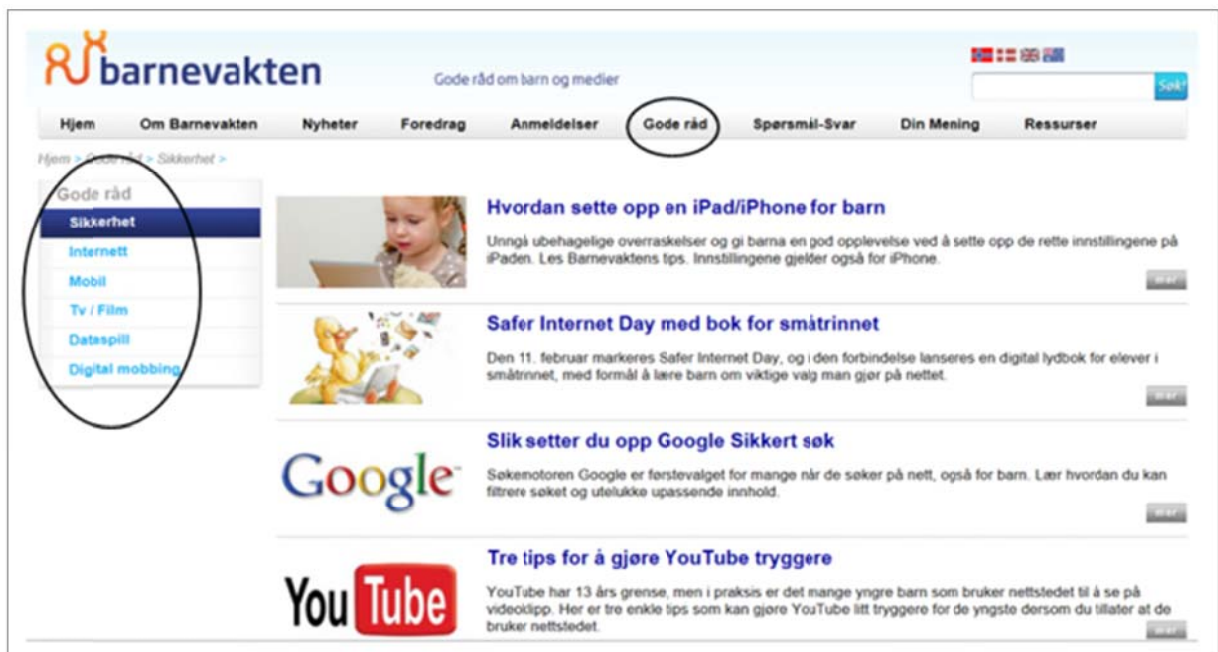 barnevakten
Gode råd om barn og medier
Søk!
Hjem Om Barnevakten Nyheter Foredrag Anmeldelser Gode råd Spørsmål-Svar Din Mening Ressurser
Hjem > Gode råd > Sikkerhet >
Gode råd
Sikkerhet
Internett
Mobil
Tv / Film
Dataspill
Digital mobbing
Hvordan sette opp en iPad/iPhone for barn
Unngå ubehagelige overraskelser og gi barna en god opplevelse ved å sette opp de rette innstillingene på
iPaden. Les Barnevaktens tips. Innstillingene gjelder også for iPhone.
mer
Safer Internet Day med bok for småtrinnet
Den 11. februar markeres Safer Internet Day, og i den forbindelse lanseres en digital lydbok for elever i
småtrinnet, med formål å lære barn om viktige valg man gjør på nettet.
mer
Google
Slik setter du opp Google Sikkert søk
Søkemotoren Google er førstevalget for mange når de søker på nett, også for barn. Lær hvordan du kan
filtrere søket og utelukke upassende innhold.
mer
You Tube
Tre tips for å gjøre YouTube tryggere
YouTube har 13 års grense, men i praksis er det mange yngre barn som bruker nettstedet til å se på
videoklipp. Her er tre enkle tips som kan gjøre YouTube litt tryggere for de yngste dersom du tillater at de
bruker nettstedet.
mer